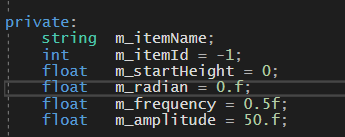 private:
string m_itemName;
int m_itemId = -1;
float m_startHeight = 0;
float m_radian = 0.f;
float m_frequency = 0.5f;
float m_amplitude = 50.f;